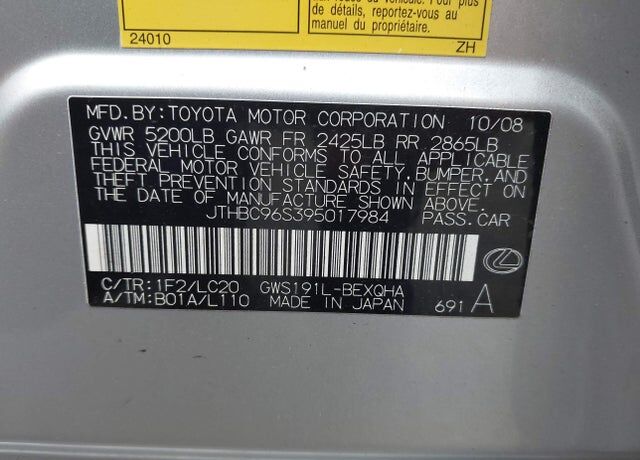 de détails, reportez-vous au
manuel du propriétaire.
24010 ZH
MFD. BY: TOYOTA MOTOR CORPORATION 10/08
GVWR 5200LB GAWR FR 2425LB RR 2865LB
THIS VEHICLE CONFORMS TO ALL APPLICABLE
FEDERAL MOTOR VEHICLE SAFETY, BUMPER, AND
THEFT PREVENTION STANDARDS IN EFFECT ON
THE DATE OF MANUFACTURE SHOWN ABOVE.
JTHBC96S395017984 PASS. CAR
C/TR: 1F2/LC20 GWS191L-BEXQHA
A/TM: B01A/L110 MADE IN JAPAN 691 A